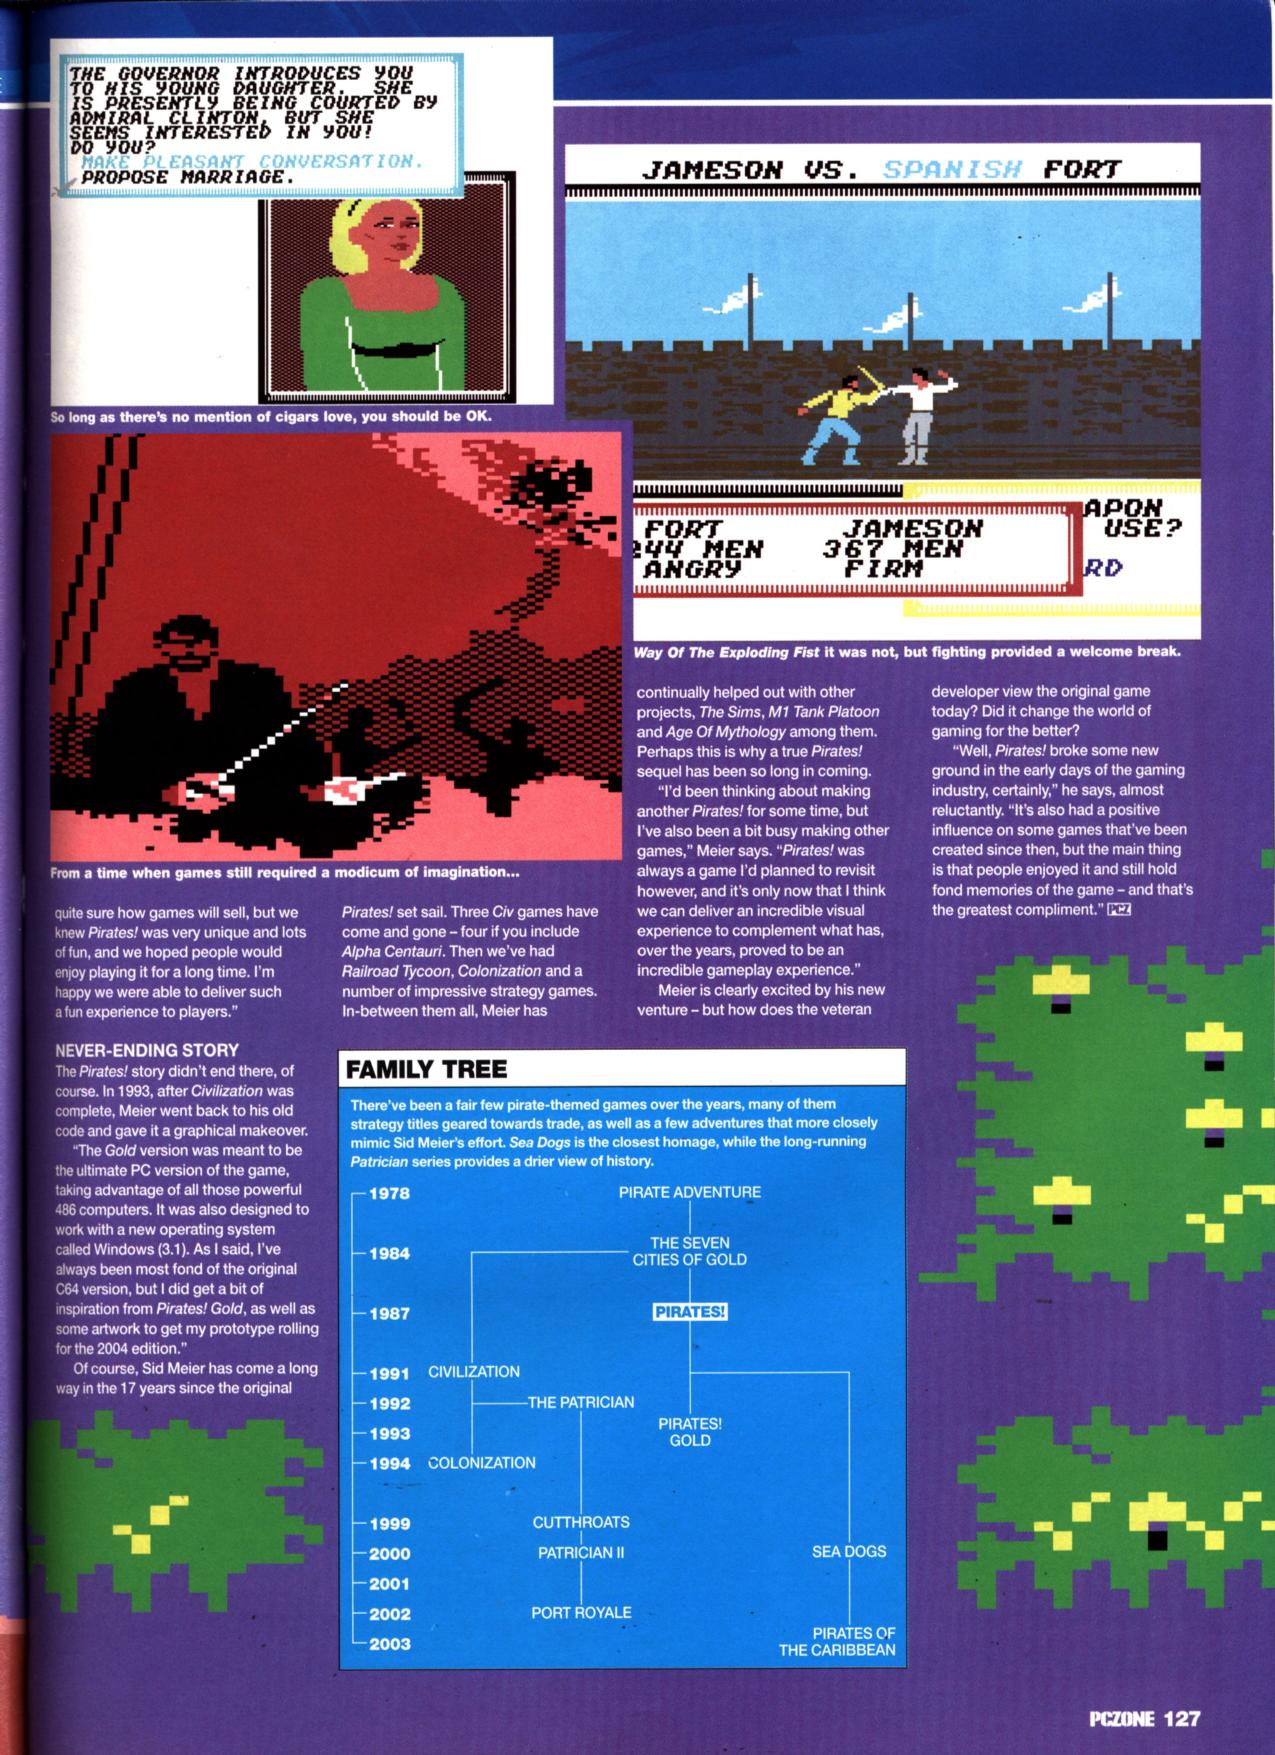 THE GOVERNOR INTRODUCES YOU
TO HIS YOUNG DAUGHTER. SHE
IS PRESENTLY BEING COURTED BY
ADMIRAL CLINTON, BUT SHE
SEEMS INTERESTED IN YOU!
DO YOU?
MAKE PLEASANT CONVERSATION.
PROPOSE MARRIAGE.
So long as there's no mention of cigars love, you should be OK.
JAMESON VS. SPANISH FORT
FORT JAMESON
244 MEN 367 MEN
ANGRY FIRM
APON
USE?
RD
Way Of The Exploding Fist it was not, but fighting provided a welcome break.
From a time when games still required a modicum of imagination...
quite sure how games will sell, but we
knew Pirates! was very unique and lots
of fun, and we hoped people would
enjoy playing it for a long time. I'm
happy we were able to deliver such
a fun experience to players."
NEVER-ENDING STORY
The Pirates! story didn't end there, of
course. In 1993, after Civilization was
complete, Meier went back to his old
code and gave it a graphical makeover.
"The Gold version was meant to be
the ultimate PC version of the game,
taking advantage of all those powerful
486 computers. It was also designed to
work with a new operating system
called Windows (3.1). As I said, I've
always been most fond of the original
C64 version, but I did get a bit of
inspiration from Pirates! Gold, as well as
some artwork to get my prototype rolling
for the 2004 edition."
Of course, Sid Meier has come a long
way in the 17 years since the original
Pirates! set sail. Three Civ games have
come and gone – four if you include
Alpha Centauri. Then we've had
Railroad Tycoon, Colonization and a
number of impressive strategy games.
In-between them all, Meier has
continually helped out with other
projects, The Sims, M1 Tank Platoon
and Age Of Mythology among them.
Perhaps this is why a true Pirates!
sequel has been so long in coming.
"I'd been thinking about making
another Pirates! for some time, but
I've also been a bit busy making other
games," Meier says. "Pirates! was
always a game I'd planned to revisit
however, and it's only now that I think
we can deliver an incredible visual
experience to complement what has,
over the years, proved to be an
incredible gameplay experience."
Meier is clearly excited by his new
venture – but how does the veteran
developer view the original game
today? Did it change the world of
gaming for the better?
"Well, Pirates! broke some new
ground in the early days of the gaming
industry, certainly," he says, almost
reluctantly. "It's also had a positive
influence on some games that've been
created since then, but the main thing
is that people enjoyed it and still hold
fond memories of the game – and that's
the greatest compliment." PCZ
FAMILY TREE
There've been a fair few pirate-themed games over the years, many of them
strategy titles geared towards trade, as well as a few adventures that more closely
mimic Sid Meier's effort. Sea Dogs is the closest homage, while the long-running
Patrician series provides a drier view of history.
1978 PIRATE ADVENTURE
1984 THE SEVEN
CITIES OF GOLD
1987 PIRATES!
1991 CIVILIZATION
1992 THE PATRICIAN
1993 PIRATES!
GOLD
1994 COLONIZATION
1999 CUTTHROATS
2000 PATRICIAN II SEA DOGS
2001
2002 PORT ROYALE
2003 PIRATES OF
THE CARIBBEAN
PCZONE 127